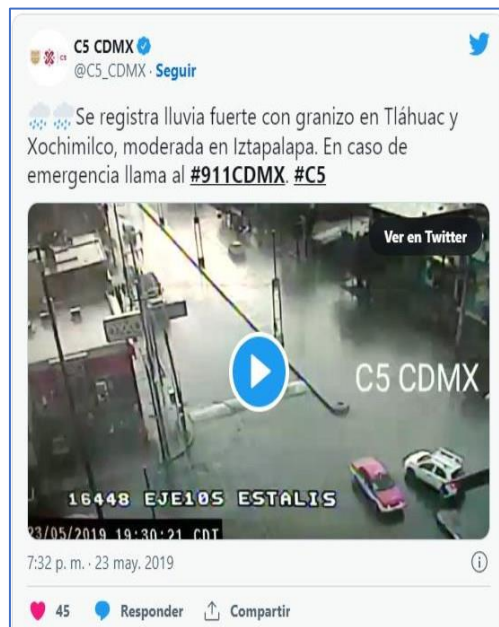 C5 CDMX
@C5_CDMX · Seguir
Se registra lluvia fuerte con granizo en Tláhuac y
Xochimilco, moderada en Iztapalapa. En caso de
emergencia llama al #911CDMX. #C5
Ver en Twitter
C5 CDMX
16448 EJE10S ESTALIS
23/05/2019 19:30:21 CDT
7:32 p. m. · 23 may. 2019
45 Responder Compartir